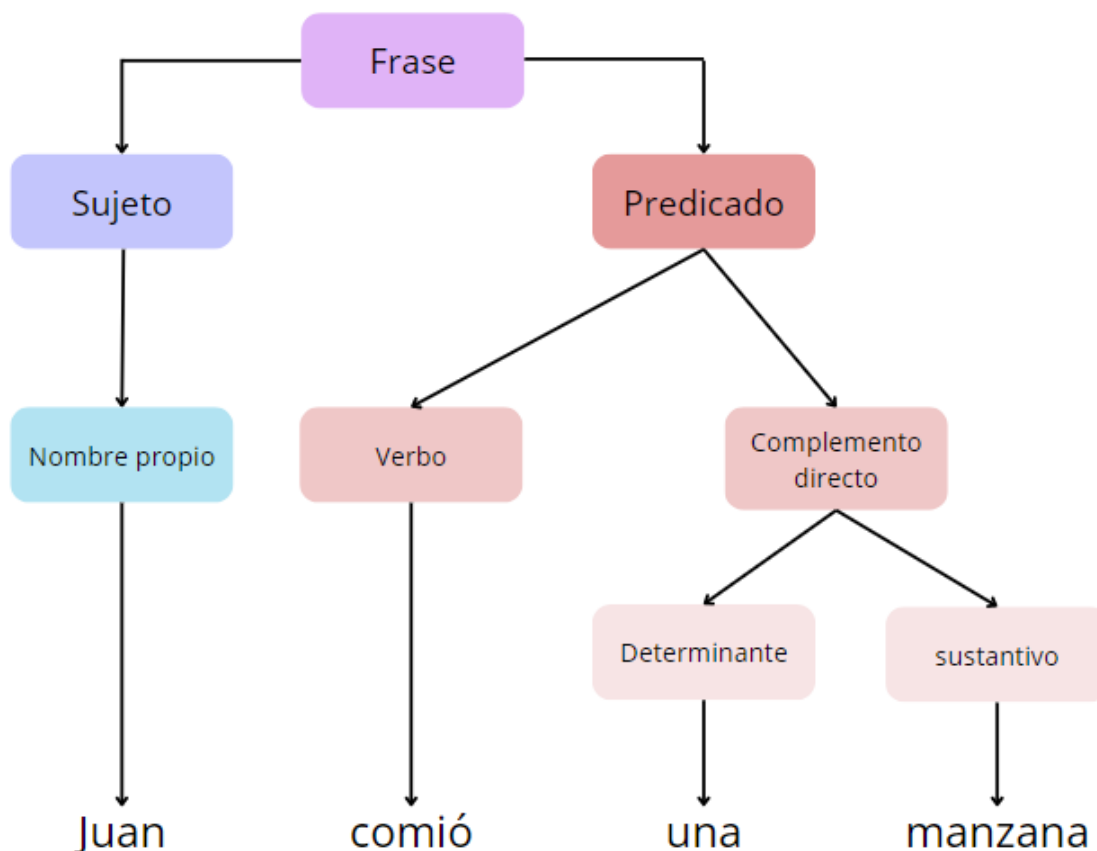 Frase
Sujeto
Predicado
Nombre propio
Verbo
Complemento
directo
Determinante
sustantivo
Juan
comió
una
manzana